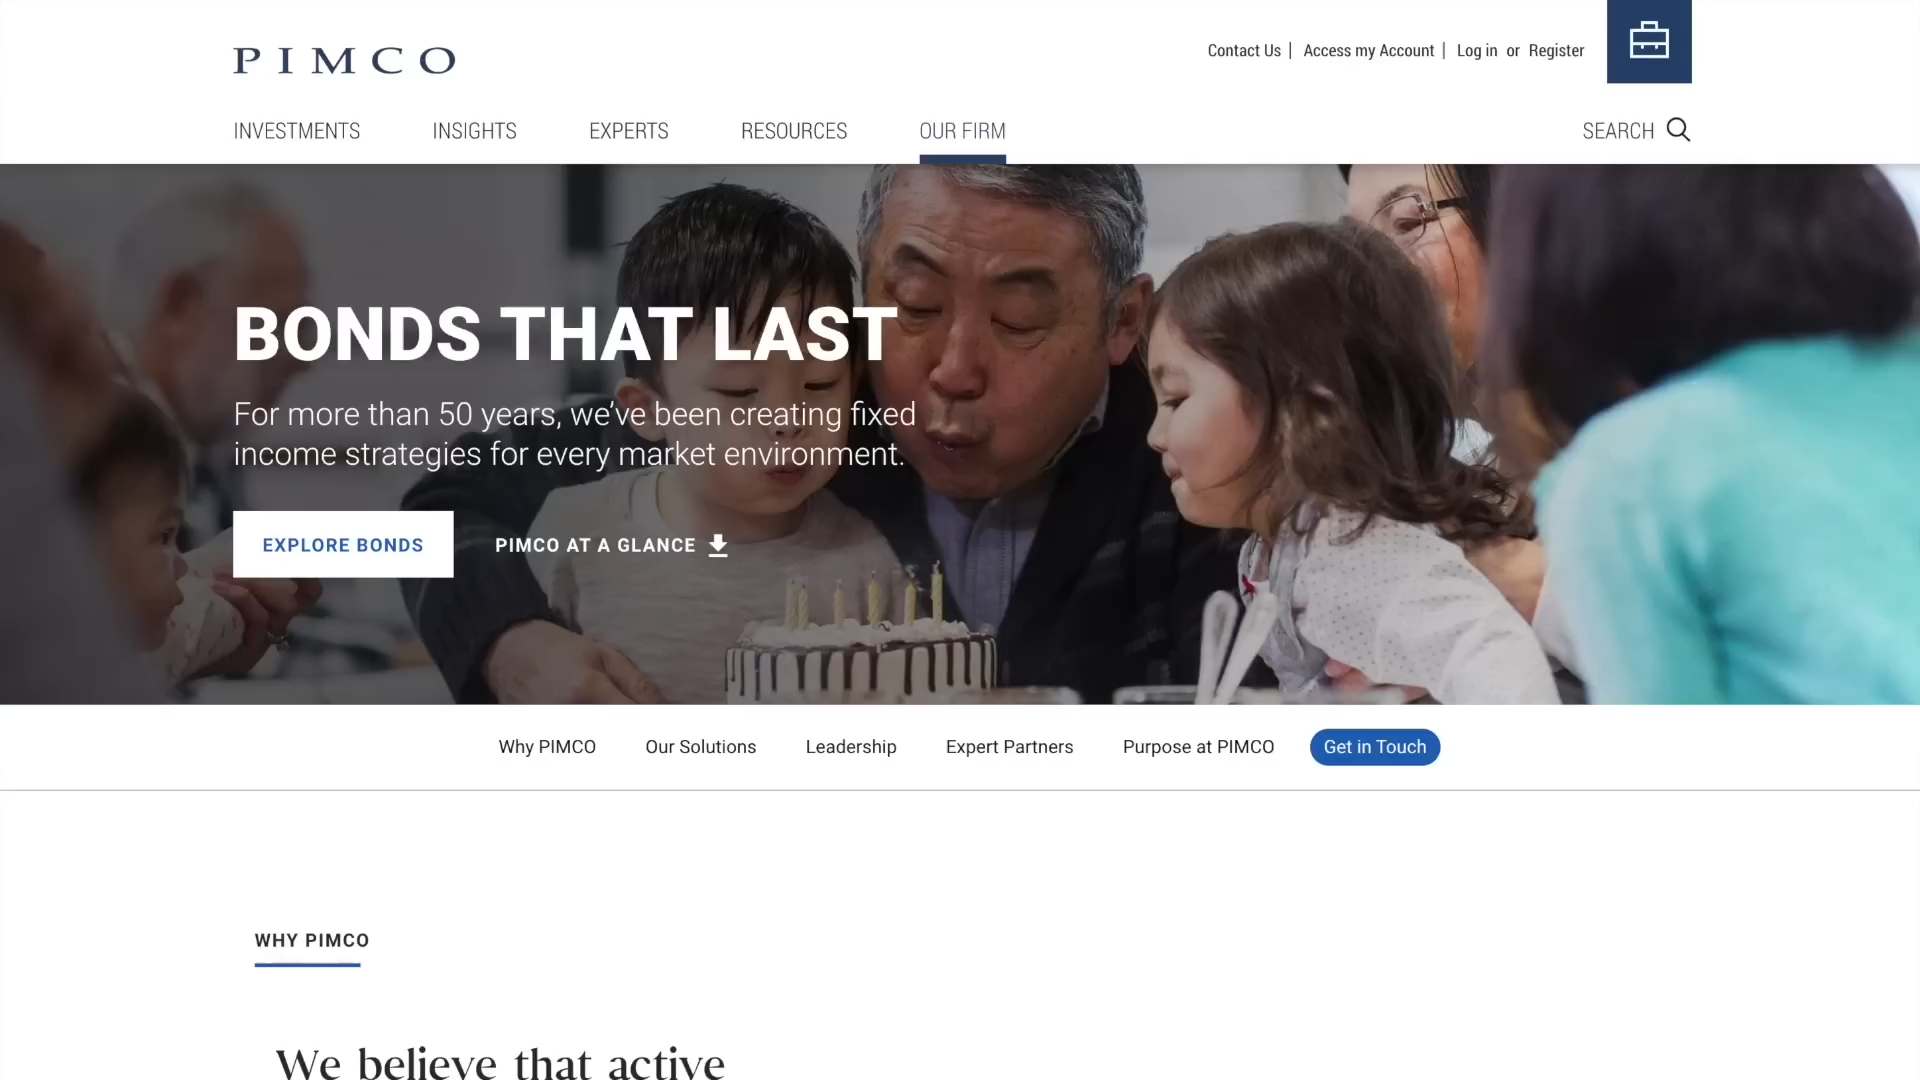 PIMCO
Contact Us | Access my Account | Log in or Register
INVESTMENTS INSIGHTS EXPERTS RESOURCES OUR FIRM SEARCH
BONDS THAT LAST
For more than 50 years, we've been creating fixed
income strategies for every market environment.
EXPLORE BONDS PIMCO AT A GLANCE
Why PIMCO Our Solutions Leadership Expert Partners Purpose at PIMCO Get in Touch
WHY PIMCO
We believe that active